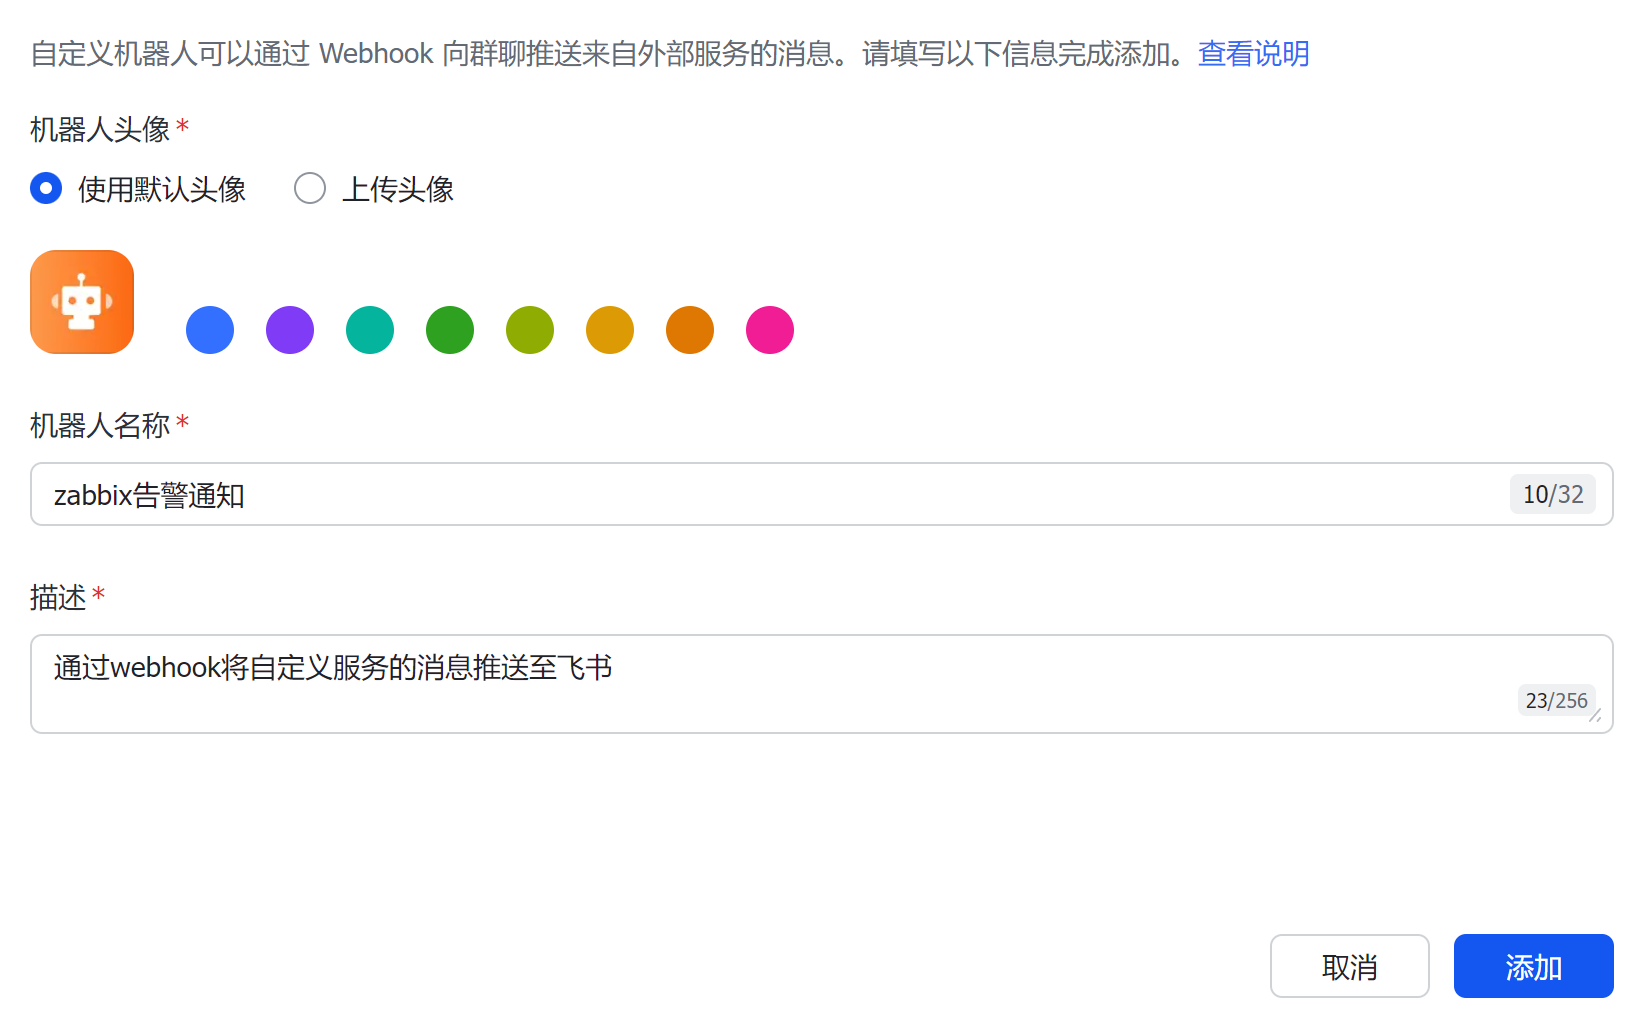 自定义机器人可以通过 Webhook 向群聊推送来自外部服务的消息。请填写以下信息完成添加。查看说明
机器人头像 *
使用默认头像 上传头像
机器人名称 *
zabbix告警通知 10/32
描述 *
通过webhook将自定义服务的消息推送至飞书
23/256
取消 添加